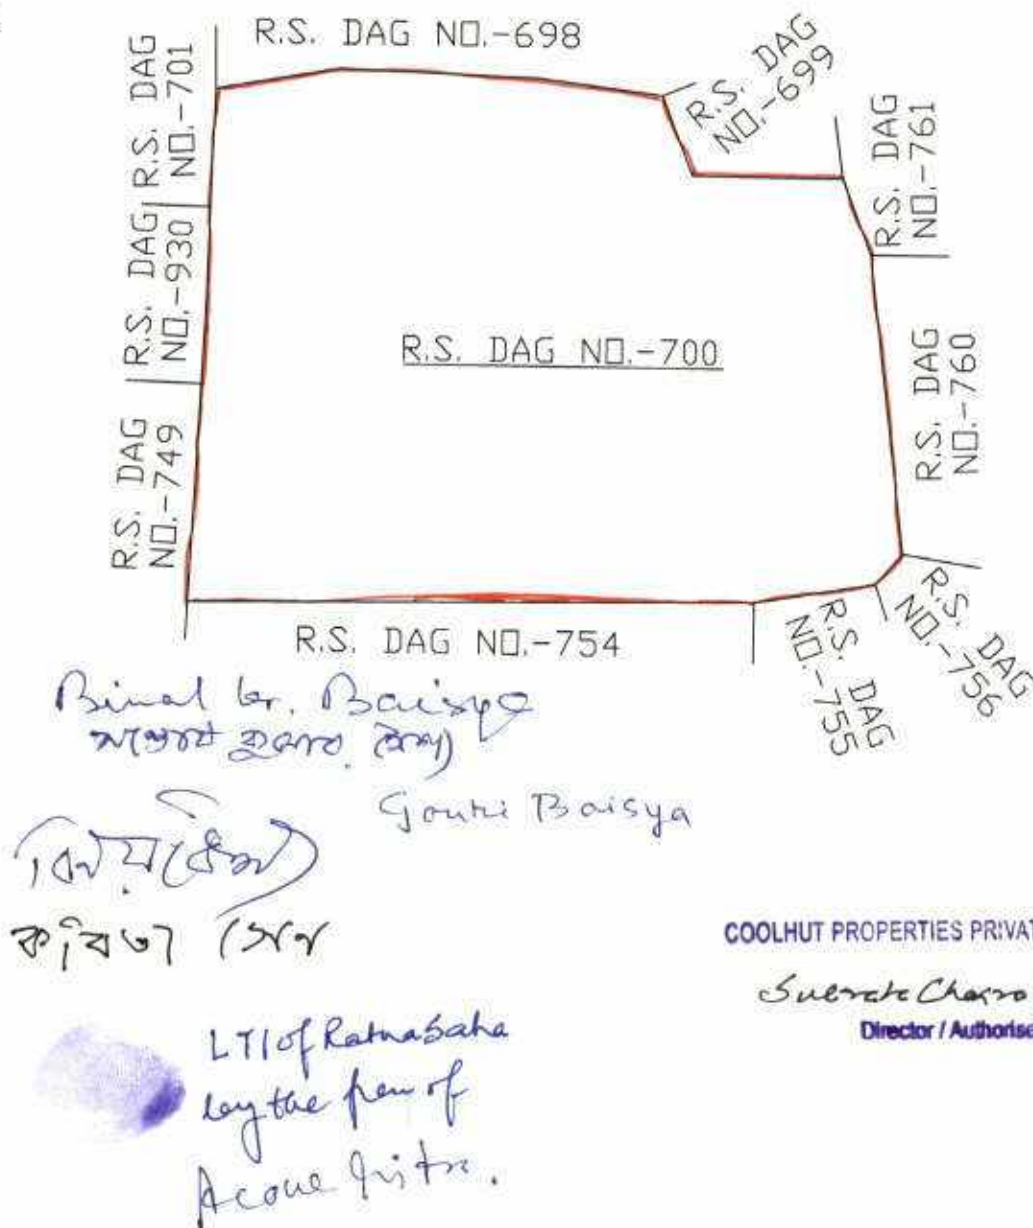 R.S. DAG NO.-698
R.S. DAG
NO.-699
R.S. DAG
NO.-701
R.S. DAG
NO.-761
R.S. DAG
NO.-930
R.S. DAG NO.-700
R.S. DAG
NO.-760
R.S. DAG
NO.-749
R.S. DAG NO.-754
R.S. DAG
NO.-755
R.S. DAG
NO.-756
Bimal kr. Baisya
কুমার বৈশ্য
Gouri Baisya
কবিতা সেন
COOLHUT PROPERTIES PRIVAT
Subrata
Director / Authorise
LTI of Ratna Saha
by the pen of